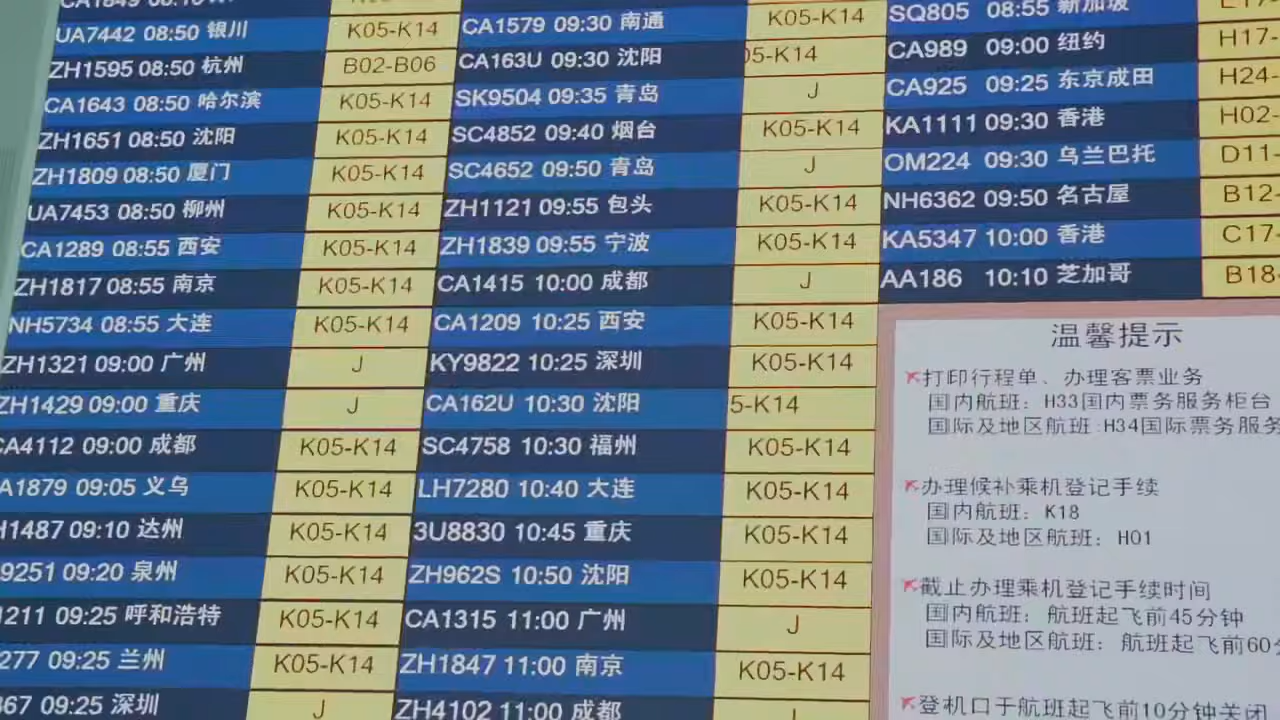 UA7442 08:50 银川 K05-K14
ZH1595 08:50 杭州 B02-B06
CA1643 08:50 哈尔滨 K05-K14
ZH1651 08:50 沈阳 K05-K14
ZH1809 08:50 厦门 K05-K14
UA7453 08:50 柳州 K05-K14
CA1289 08:55 西安 K05-K14
ZH1817 08:55 南京 K05-K14
NH5734 08:55 大连 K05-K14
ZH1321 09:00 广州 J
ZH1429 09:00 重庆 J
CA4112 09:00 成都 K05-K14
A1879 09:05 义乌 K05-K14
H1487 09:10 达州 K05-K14
9251 09:20 泉州 K05-K14
1211 09:25 呼和浩特 K05-K14
277 09:25 兰州 K05-K14
367 09:25 深圳 J
CA1579 09:30 南通 K05-K14
CA163U 09:30 沈阳 05-K14
SK9504 09:35 青岛 J
SC4852 09:40 烟台 K05-K14
SC4652 09:50 青岛 J
ZH1121 09:55 包头 K05-K14
ZH1839 09:55 宁波 K05-K14
CA1415 10:00 成都 J
CA1209 10:25 西安 K05-K14
KY9822 10:25 深圳 K05-K14
CA162U 10:30 沈阳 5-K14
SC4758 10:30 福州 K05-K14
LH7280 10:40 大连 K05-K14
3U8830 10:45 重庆 K05-K14
ZH962S 10:50 沈阳 K05-K14
CA1315 11:00 广州 J
ZH1847 11:00 南京 K05-K14
ZH4102 11:00 成都 J
SQ805 08:55 新加坡 E17-
CA989 09:00 纽约 H17-
CA925 09:25 东京成田 H24-
KA1111 09:30 香港 H02-
OM224 09:30 乌兰巴托 D11-
NH6362 09:50 名古屋 B12-
KA5347 10:00 香港 C17-
AA186 10:10 芝加哥 B18-
温馨提示
打印行程单、办理客票业务
国内航班：H33国内票务服务柜台
国际及地区航班:H34国际票务服务
办理候补乘机登记手续
国内航班：K18
国际及地区航班：H01
截止办理乘机登记手续时间
国内航班：航班起飞前45分钟
国际及地区航班：航班起飞前60分
登机口于航班起飞前10分钟关闭